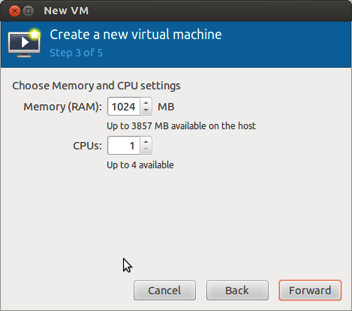 New VM
Create a new virtual machine
Step 3 of 5
Choose Memory and CPU settings
Memory (RAM): 1024 MB
Up to 3857 MB available on the host
CPUs: 1
Up to 4 available
Cancel Back Forward